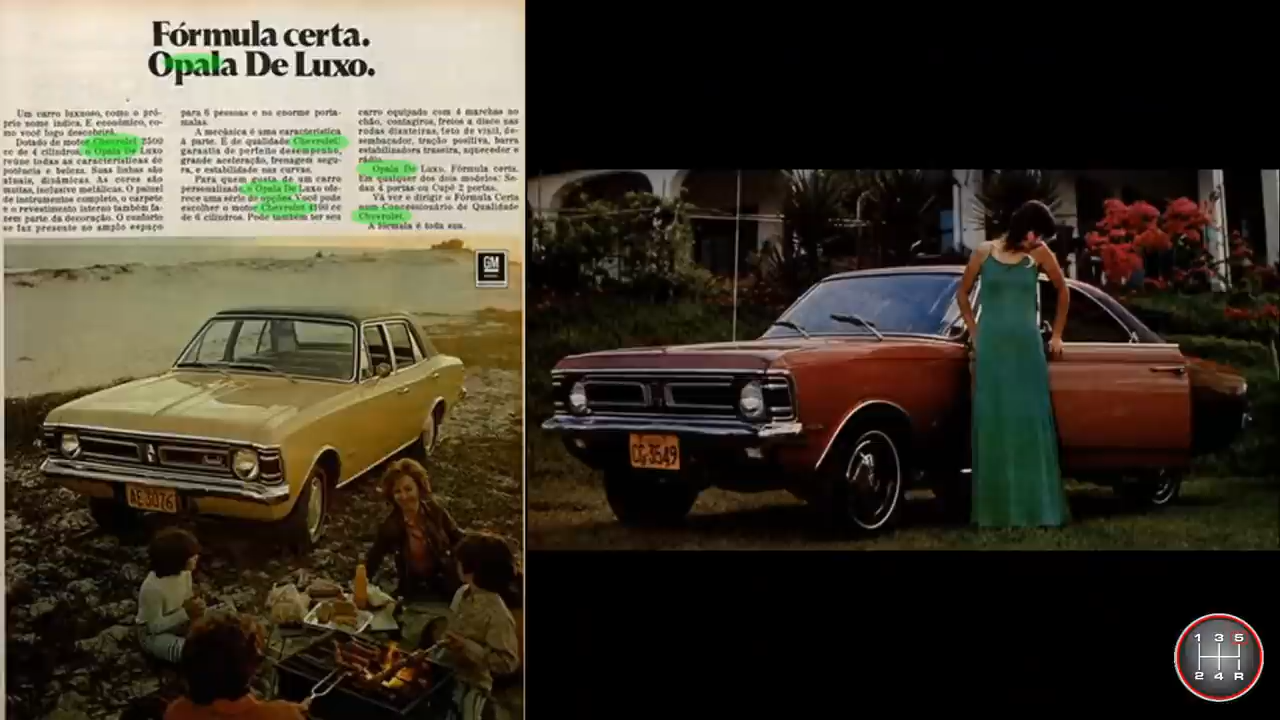 Fórmula certa.
Opala De Luxo.
Um carro luxuoso, como o pró-
prio nome indica. E econômico, co-
mo você logo descobrirá.
Dotado de motor Chevrolet 2500
cc de 4 cilindros, o Opala De Luxo
reúne todas as características de
potência e beleza. Suas linhas são
atuais, dinâmicas. As cores são
muitas, inclusive metálicas. O painel
de instrumentos completo, o carpete
e o revestimento interno também fa-
zem parte da decoração. O conforto
se faz presente no amplo espaço
para 6 pessoas e no enorme porta-
malas.
A mecânica é uma característica
à parte. É de qualidade Chevrolet:
garantia de perfeito desempenho,
grande aceleração, frenagem segu-
ra, e estabilidade nas curvas.
Para quem gosta de um carro
personalizado, o Opala De Luxo ofe-
rece uma série de opções. Você pode
escolher o motor Chevrolet 4100 cc
de 6 cilindros. Pode também ter seu
carro equipado com 4 marchas no
chão, contagiros, freios a disco nas
rodas dianteiras, teto de vinil, de-
sembaçador, tração positiva, barra
estabilizadora traseira, aquecedor e
rádio.
Opala De Luxo. Fórmula certa.
Em qualquer dos dois modelos: Se-
dan 4 portas ou Cupê 2 portas.
Vá ver e dirigir o Fórmula Certa
num Concessionário de Qualidade
Chevrolet.
A fórmula é toda sua.
GM
AE 3076
CG-3549
1 3 5
2 4 R